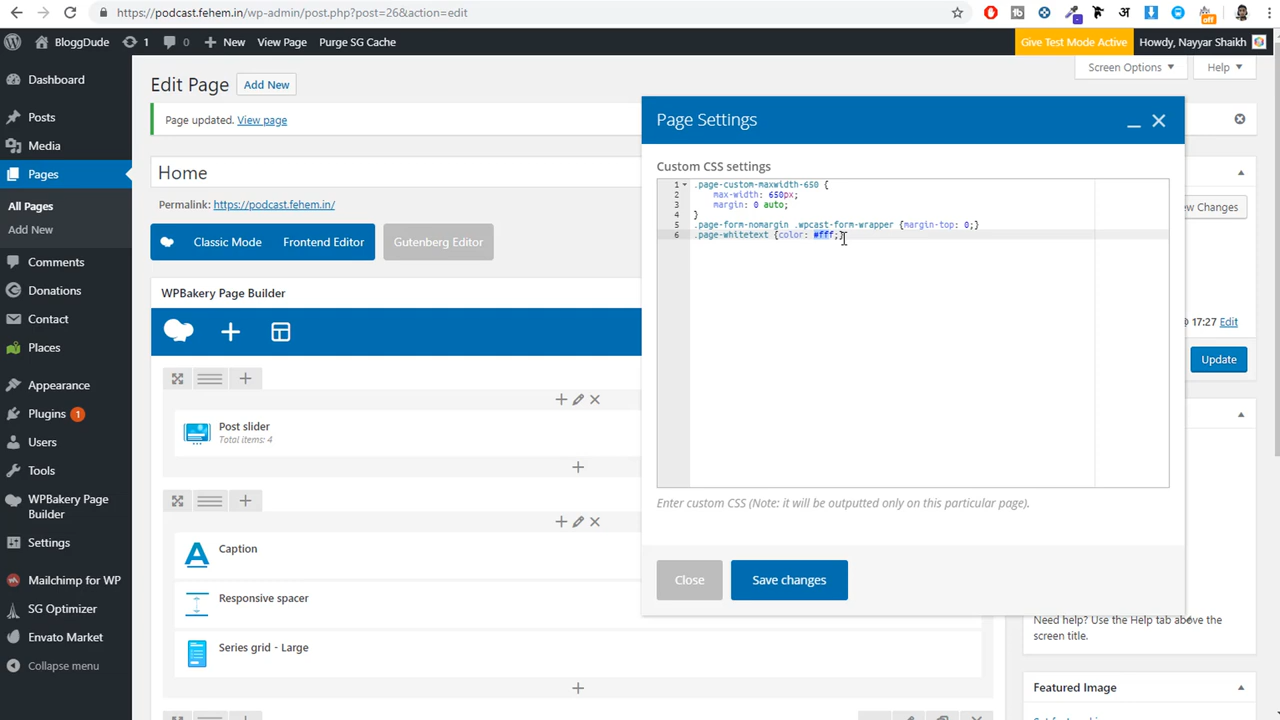 https://podcast.fehem.in/wp-admin/post.php?post=26&action=edit
off
BloggDude
1
0
New
View Page
Purge SG Cache
Give Test Mode Active
Howdy, Nayyar Shaikh
Dashboard
Posts
Media
Pages
All Pages
Add New
Comments
Donations
Contact
Places
Appearance
Plugins 1
Users
Tools
WPBakery Page
Builder
Settings
Mailchimp for WP
SG Optimizer
Envato Market
Collapse menu
Screen Options
Help
Edit Page
Add New
Page updated. View page
Home
Permalink: https://podcast.fehem.in/
Classic Mode
Frontend Editor
Gutenberg Editor
WPBakery Page Builder
Post slider
Total items: 4
Caption
Responsive spacer
Series grid - Large
Page Settings
Custom CSS settings
1 .page-custom-maxwidth-650 {
2 max-width: 650px;
3 margin: 0 auto;
4 }
5 .page-form-nomargin .wpcast-form-wrapper {margin-top: 0;}
6 .page-whitetext {color: #fff;}
Enter custom CSS (Note: it will be outputted only on this particular page).
Close
Save changes
w Changes
17:27 Edit
Update
Need help? Use the Help tab above the
screen title.
Featured Image